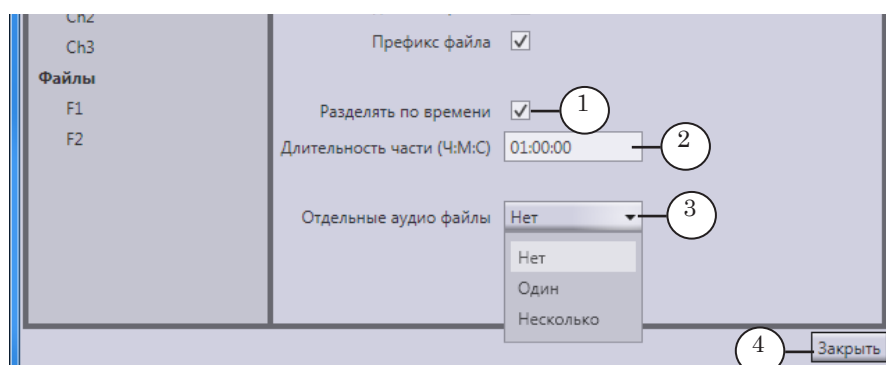 Ch2
Ch3
Файлы
F1
F2
Префикс файла
Разделять по времени
1
Длительность части (Ч:М:С) 01:00:00
2
Отдельные аудио файлы Нет
3
Нет
Один
Несколько
4
Закрыть